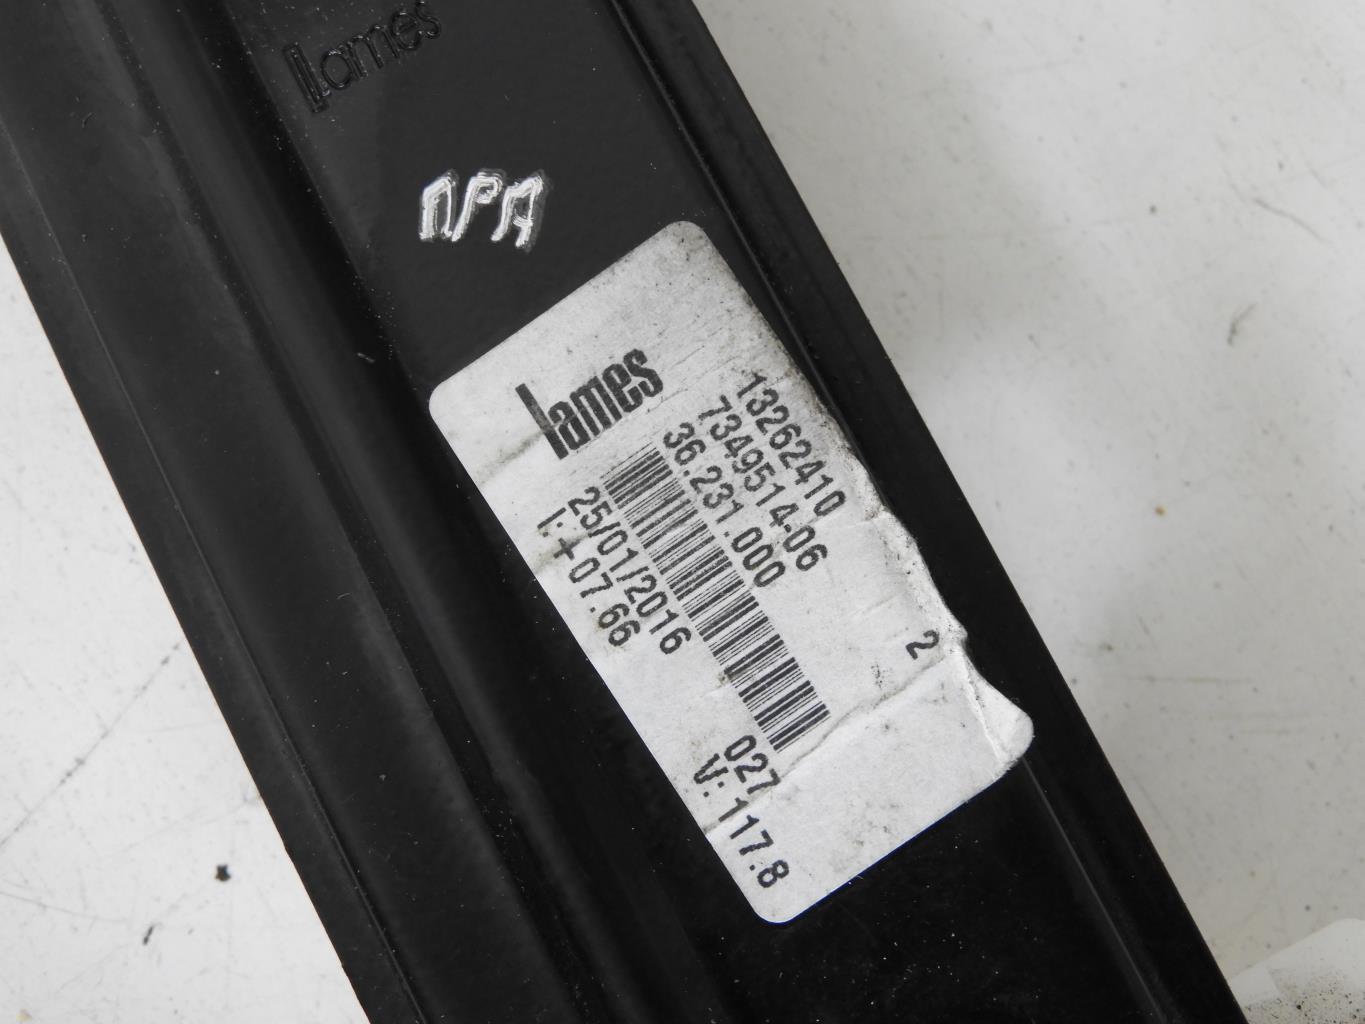 lames
ПРА
lames
13262410
7349514-06
36.231.000
2
25/01/2016
I: +07.66
027
V: 117.8